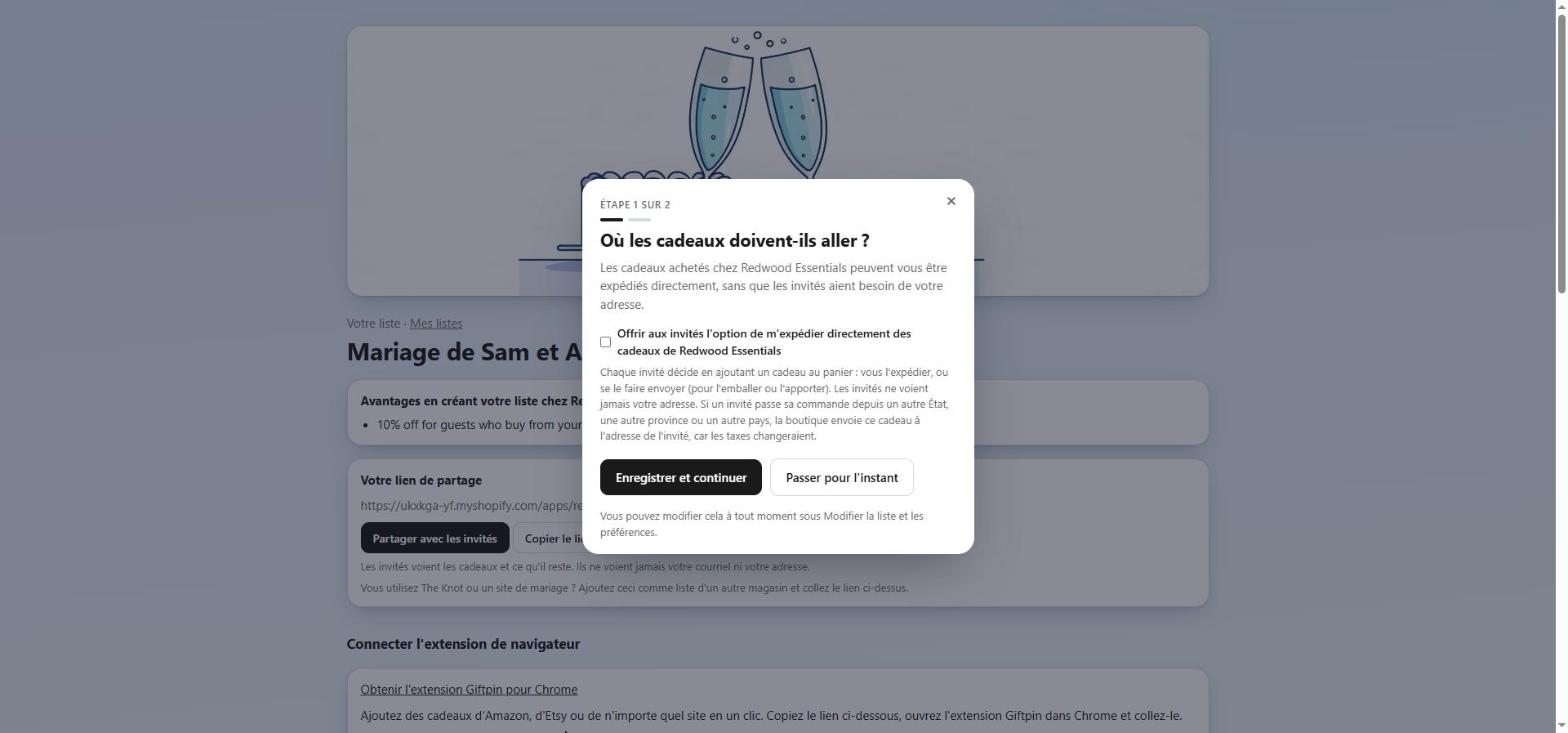 ÉTAPE 1 SUR 2
✕
Où les cadeaux doivent-ils aller ?
Les cadeaux achetés chez Redwood Essentials peuvent vous être
expédiés directement, sans que les invités aient besoin de votre
adresse.
Offrir aux invités l'option de m'expédier directement des
cadeaux de Redwood Essentials
Chaque invité décide en ajoutant un cadeau au panier : vous l'expédier, ou
se le faire envoyer (pour l'emballer ou l'apporter). Les invités ne voient
jamais votre adresse. Si un invité passe sa commande depuis un autre État,
une autre province ou un autre pays, la boutique envoie ce cadeau à
l'adresse de l'invité, car les taxes changeraient.
Enregistrer et continuer
Passer pour l'instant
Vous pouvez modifier cela à tout moment sous Modifier la liste et les
préférences.
Votre liste · Mes listes
Mariage de Sam et A
Avantages en créant votre liste chez Re
• 10% off for guests who buy from your
Votre lien de partage
https://ukxkga-yf.myshopify.com/apps/re
Partager avec les invités
Copier le lie
Les invités voient les cadeaux et ce qu'il reste. Ils ne voient jamais votre courriel ni votre adresse.
Vous utilisez The Knot ou un site de mariage ? Ajoutez ceci comme liste d'un autre magasin et collez le lien ci-dessus.
Connecter l'extension de navigateur
Obtenir l'extension Giftpin pour Chrome
Ajoutez des cadeaux d'Amazon, d'Etsy ou de n'importe quel site en un clic. Copiez le lien ci-dessous, ouvrez l'extension Giftpin dans Chrome et collez-le.